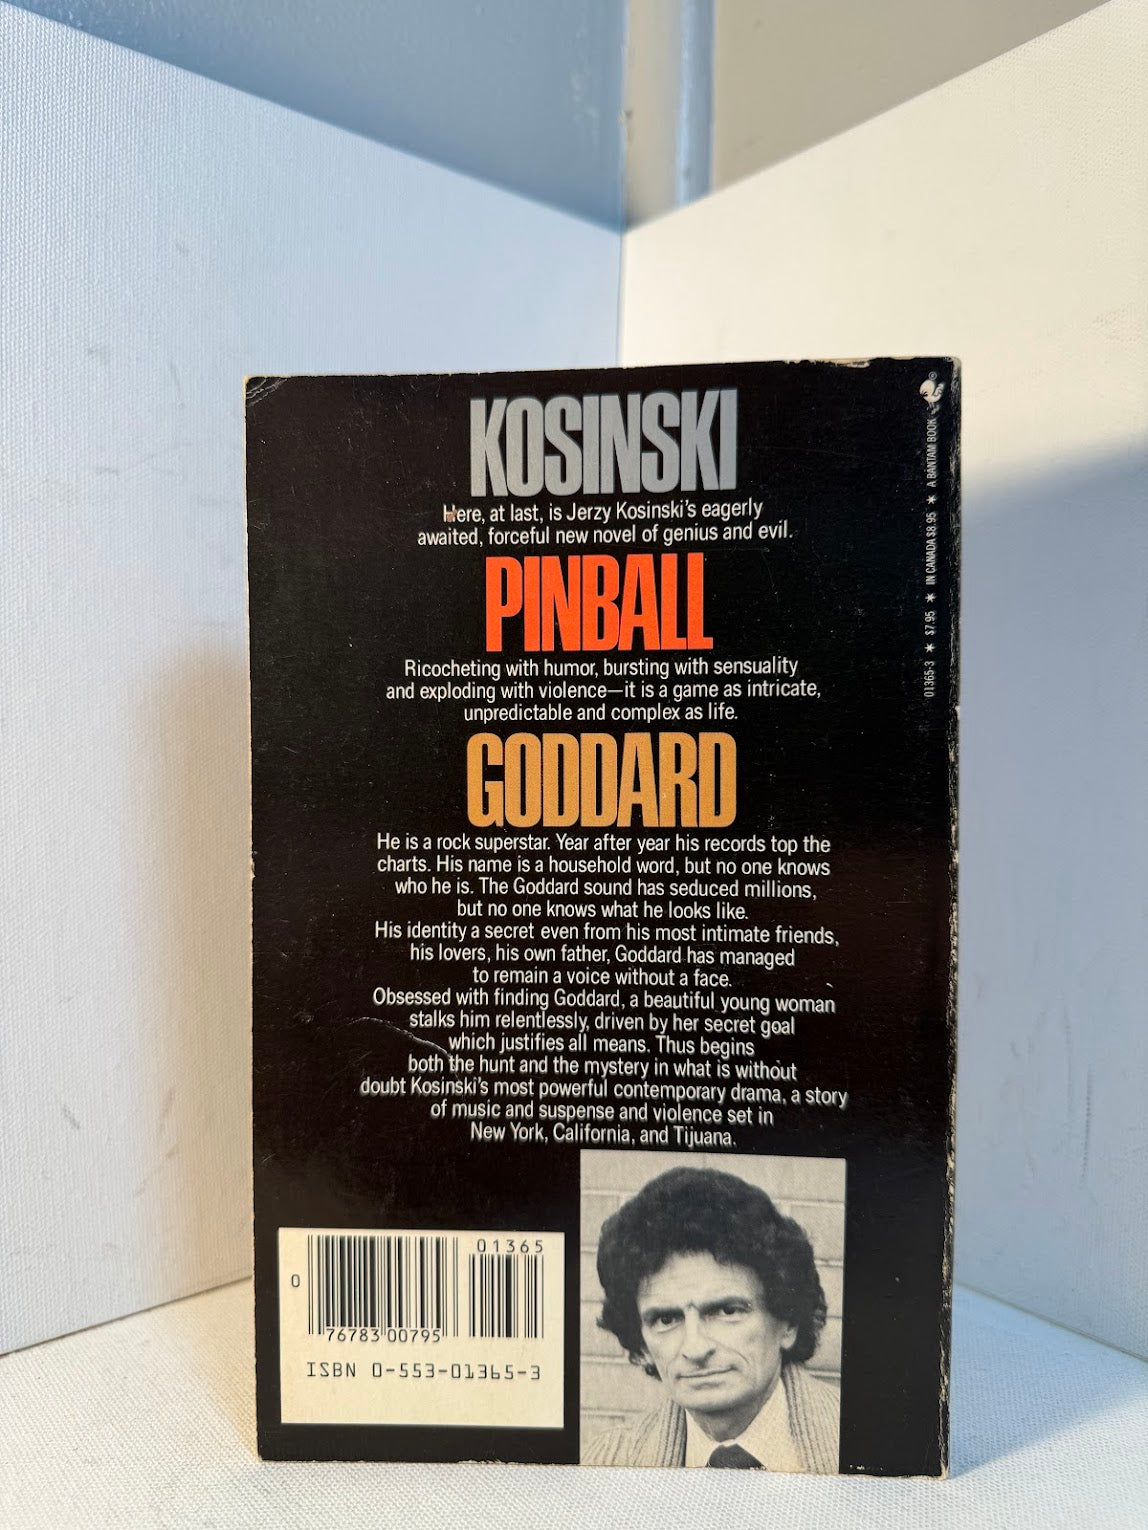 KOSINSKI
Here, at last, is Jerzy Kosinski's eagerly
awaited, forceful new novel of genius and evil.
PINBALL
Ricocheting with humor, bursting with sensuality
and exploding with violence—it is a game as intricate,
unpredictable and complex as life.
GODDARD
He is a rock superstar. Year after year his records top the
charts. His name is a household word, but no one knows
who he is. The Goddard sound has seduced millions,
but no one knows what he looks like.
His identity a secret even from his most intimate friends,
his lovers, his own father, Goddard has managed
to remain a voice without a face.
Obsessed with finding Goddard, a beautiful young woman
stalks him relentlessly, driven by her secret goal
which justifies all means. Thus begins
both the hunt and the mystery in what is without
doubt Kosinski's most powerful contemporary drama, a story
of music and suspense and violence set in
New York, California, and Tijuana.
01365-3 * $7.95 * IN CANADA $8.95 * A BANTAM BOOK
01365
0
76783 00795
ISBN 0-553-01365-3